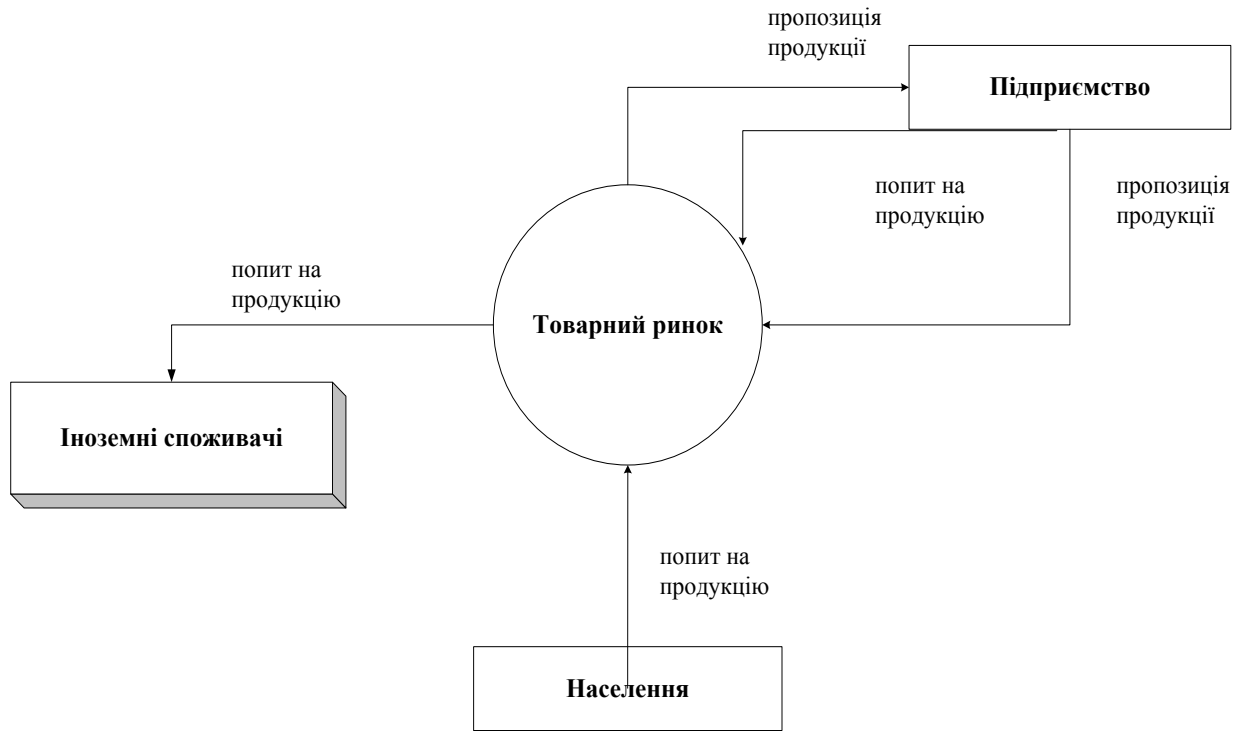 пропозиція
продукції
Підприємство
попит на
продукцію
пропозиція
продукції
попит на
продукцію
Товарний ринок
Іноземні споживачі
попит на
продукцію
Населення